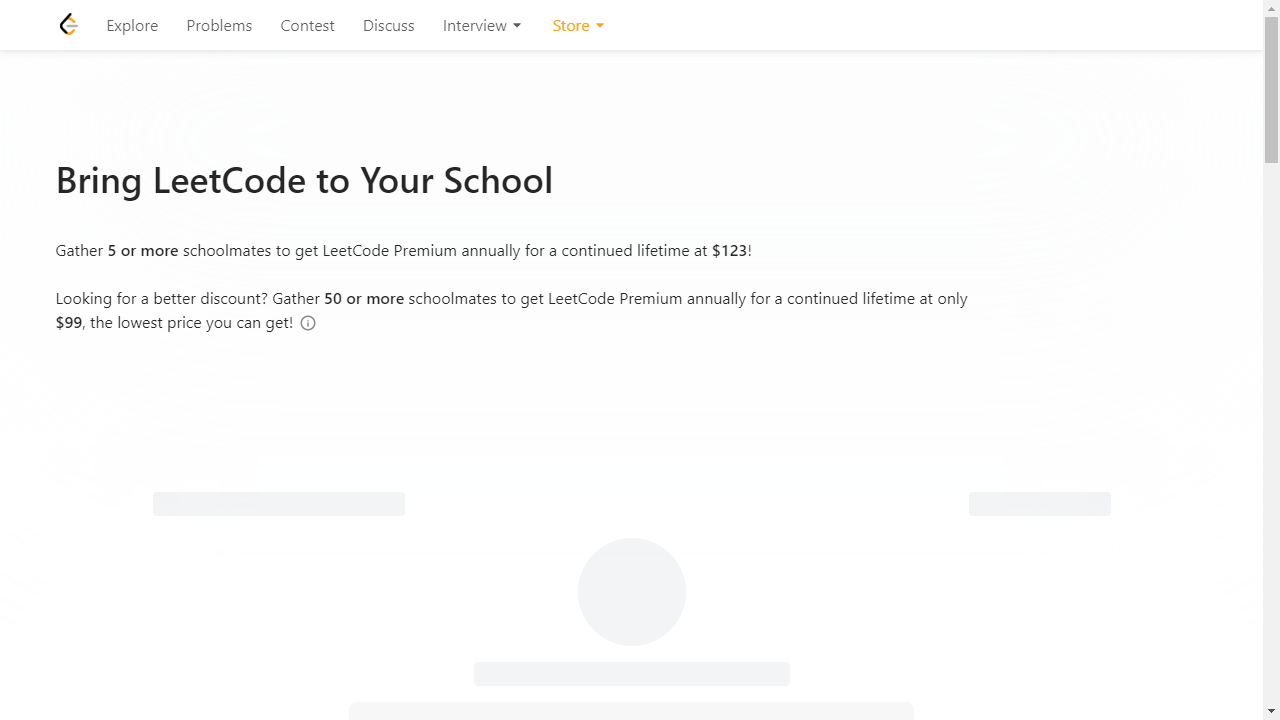 Explore Problems Contest Discuss Interview Store
Bring LeetCode to Your School
Gather 5 or more schoolmates to get LeetCode Premium annually for a continued lifetime at $123!
Looking for a better discount? Gather 50 or more schoolmates to get LeetCode Premium annually for a continued lifetime at only
$99, the lowest price you can get!